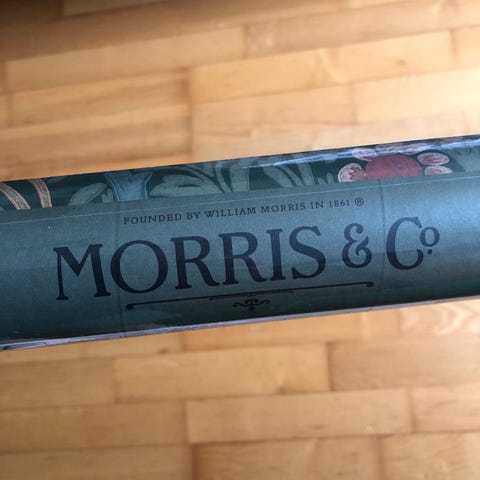 FOUNDED BY WILLIAM MORRIS IN 1861 ®
MORRIS & Co.